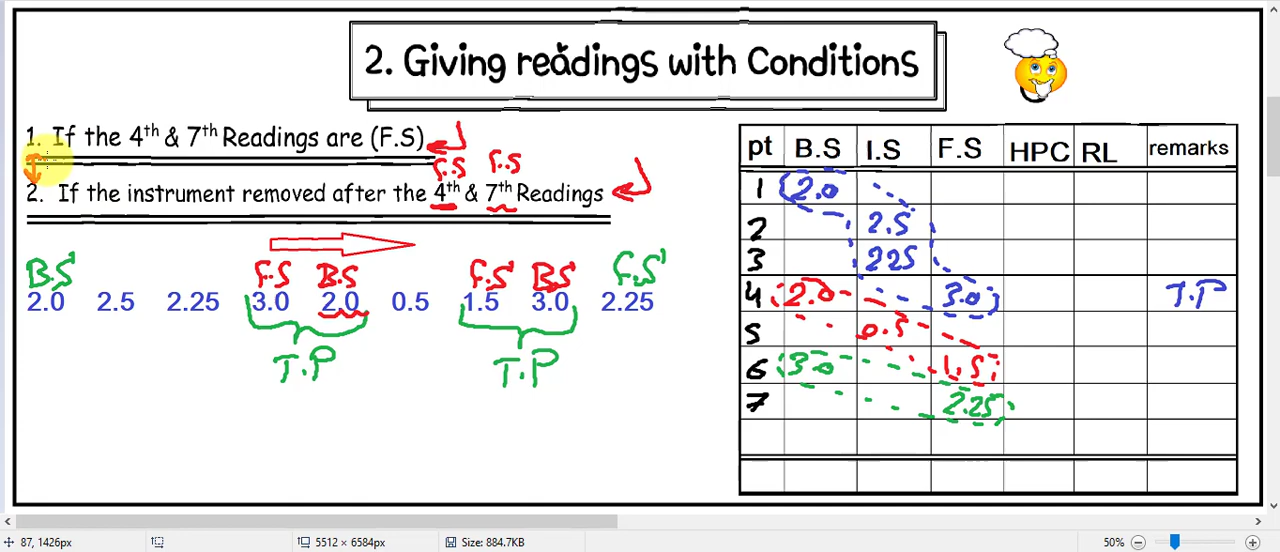 2. Giving readings with Conditions
1. If the 4th & 7th Readings are (F.S)
F.S F.S
2. If the instrument removed after the 4th & 7th Readings
B.S F.S B.S F.S B.S F.S
2.0 2.5 2.25 3.0 2.0 0.5 1.5 3.0 2.25
T.P T.P
pt B.S I.S F.S HPC RL remarks
1 2.0
2 2.5
3 2.25
4 2.0 3.0 T.P
5 0.5
6 3.0 1.5
7 2.25
87, 1426px 5512 × 6584px Size: 884.7KB 50%